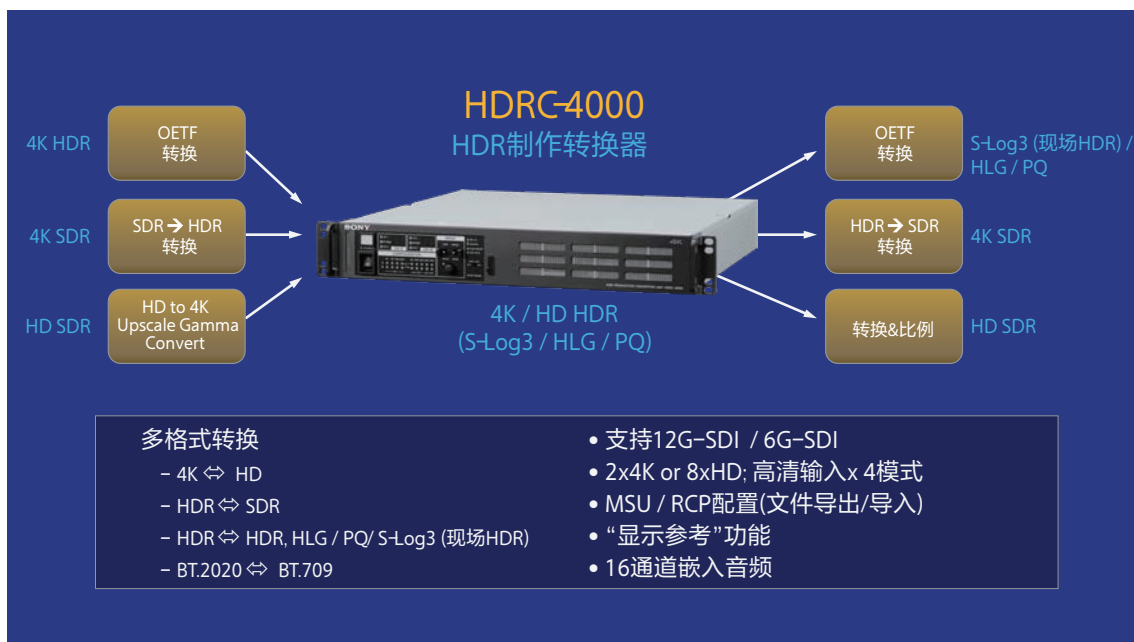 HDRC-4000
HDR制作转换器
4K HDR
OETF
转换
4K SDR
SDR → HDR
转换
HD SDR
HD to 4K
Upscale Gamma
Convert
SONY
4K / HD HDR
(S-Log3 / HLG / PQ)
OETF
转换
S-Log3 (现场HDR) /
HLG / PQ
HDR → SDR
转换
4K SDR
转换&比例
HD SDR
多格式转换
– 4K ⇔ HD
– HDR ⇔ SDR
– HDR ⇔ HDR, HLG / PQ/ S-Log3 (现场HDR)
– BT.2020 ⇔ BT.709
• 支持12G-SDI / 6G-SDI
• 2x4K or 8xHD; 高清输入x 4模式
• MSU / RCP配置(文件导出/导入)
• “显示参考”功能
• 16通道嵌入音频